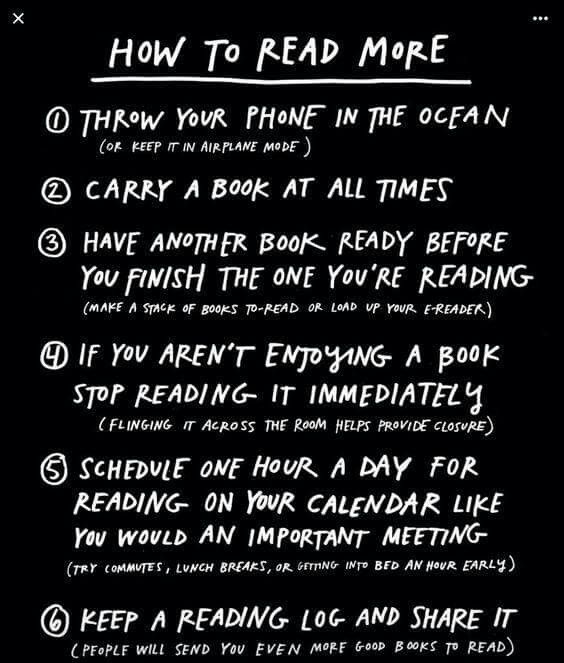 HOW TO READ MORE
① THROW YOUR PHONE IN THE OCEAN
(OR KEEP IT IN AIRPLANE MODE)
② CARRY A BOOK AT ALL TIMES
③ HAVE ANOTHER BOOK READY BEFORE
YOU FINISH THE ONE YOU'RE READING
(MAKE A STACK OF BOOKS TO-READ OR LOAD UP YOUR E-READER)
④ IF YOU AREN'T ENJOYING A BOOK
STOP READING IT IMMEDIATELY
(FLINGING IT ACROSS THE ROOM HELPS PROVIDE CLOSURE)
⑤ SCHEDULE ONE HOUR A DAY FOR
READING ON YOUR CALENDAR LIKE
YOU WOULD AN IMPORTANT MEETING
(TRY COMMUTES, LUNCH BREAKS, OR GETTING INTO BED AN HOUR EARLY)
⑥ KEEP A READING LOG AND SHARE IT
(PEOPLE WILL SEND YOU EVEN MORE GOOD BOOKS TO READ)